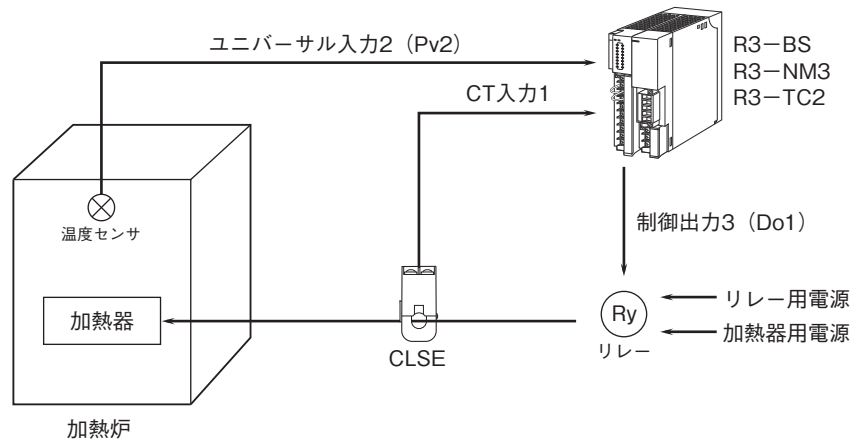 ユニバーサル入力2（Pv2）
R3－BS
R3－NM3
R3－TC2
CT入力1
温度センサ
制御出力3（Do1）
加熱器
Ry
リレー
リレー用電源
加熱器用電源
CLSE
加熱炉